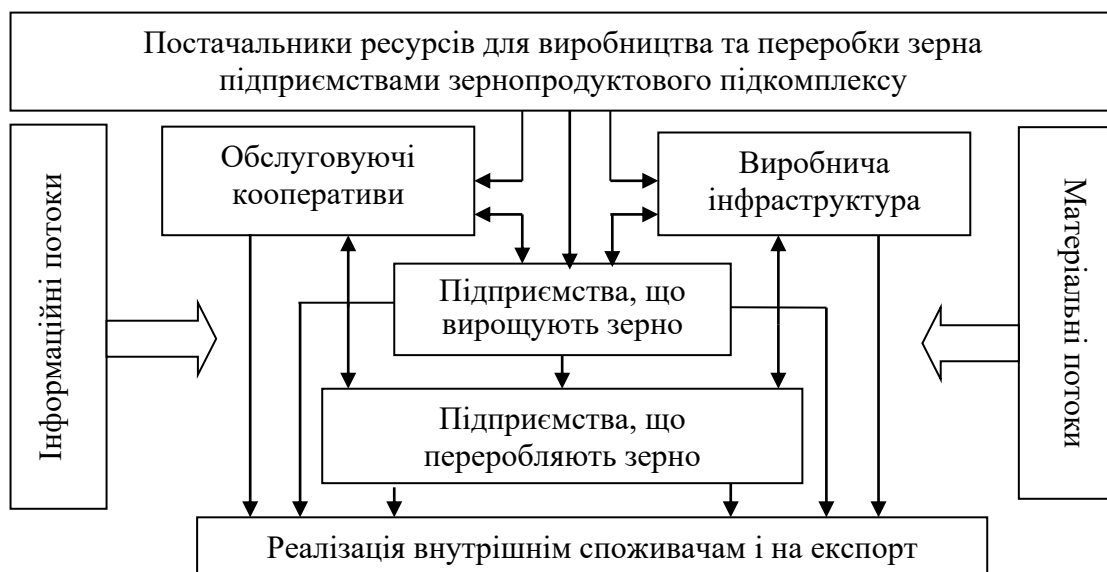 Постачальники ресурсів для виробництва та переробки зерна
підприємствами зернопродуктового підкомплексу
Інформаційні потоки
Обслуговуючі
кооперативи
Виробнича
інфраструктура
Матеріальні потоки
Підприємства, що
вирощують зерно
Підприємства, що
переробляють зерно
Реалізація внутрішнім споживачам і на експорт